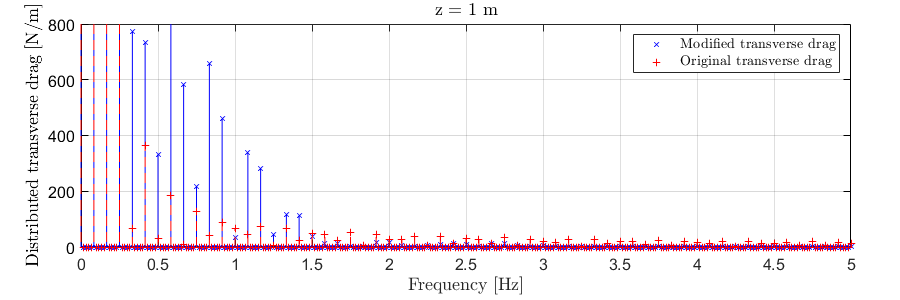 z = 1 m
Distributed transverse drag [N/m]
800
600
400
200
0
Modified transverse drag
Original transverse drag
0 0.5 1 1.5 2 2.5 3 3.5 4 4.5 5
Frequency [Hz]